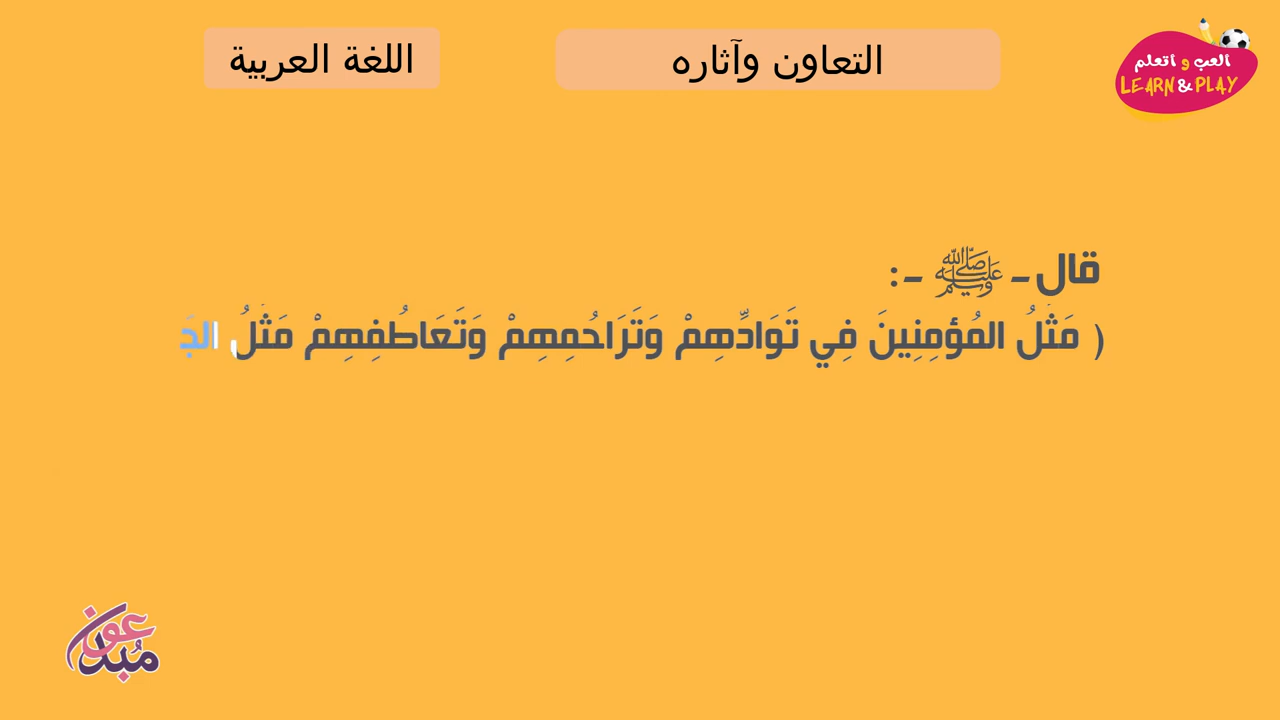 التعاون وآثاره
اللغة العربية
العب و اتعلم
LEARN & PLAY
قال - ﷺ - :
( مَثَلُ المُؤمِنِينَ فِي تَوَادِّهِمْ وَتَرَاحُمِهِمْ وَتَعَاطُفِهِمْ مَثَلُ
مُبدعون